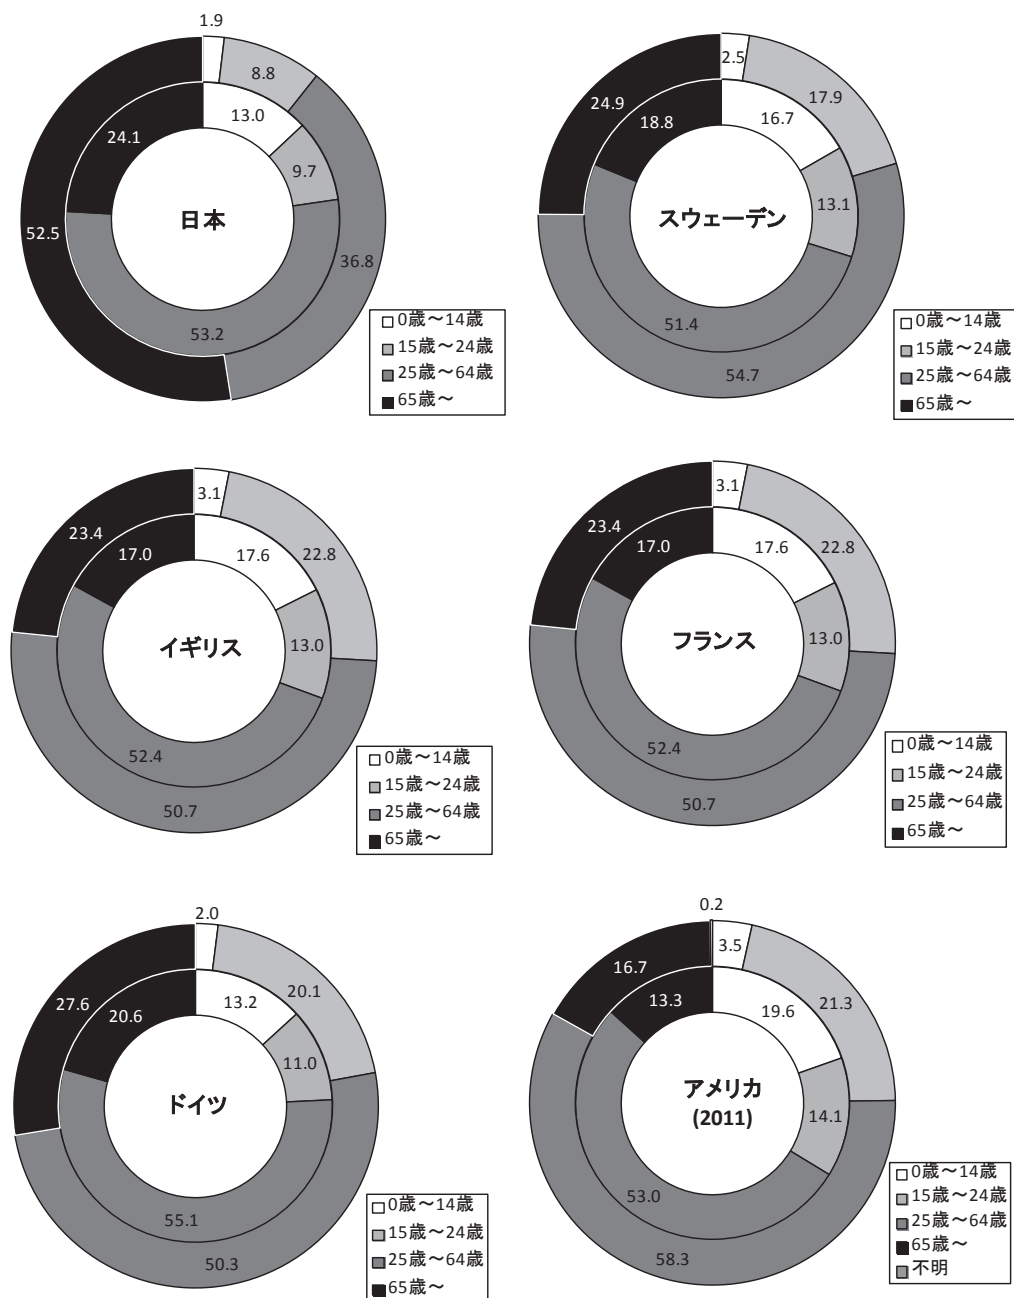 1.9
8.8
13.0
24.1
9.7
日本
52.5
36.8
53.2
0歳～14歳
15歳～24歳
25歳～64歳
65歳～
2.5
17.9
24.9
16.7
18.8
13.1
スウェーデン
51.4
54.7
0歳～14歳
15歳～24歳
25歳～64歳
65歳～
3.1
23.4
17.0
17.6
22.8
イギリス
13.0
52.4
50.7
0歳～14歳
15歳～24歳
25歳～64歳
65歳～
3.1
23.4
17.0
17.6
22.8
フランス
13.0
52.4
50.7
0歳～14歳
15歳～24歳
25歳～64歳
65歳～
2.0
27.6
20.6
13.2
20.1
11.0
ドイツ
55.1
50.3
0歳～14歳
15歳～24歳
25歳～64歳
65歳～
0.2
3.5
16.7
13.3
19.6
21.3
アメリカ
(2011)
14.1
53.0
58.3
0歳～14歳
15歳～24歳
25歳～64歳
65歳～
不明